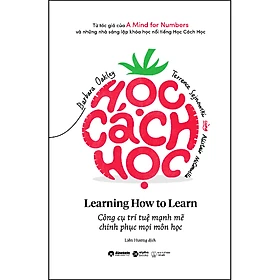 Từ tác giả của A Mind for Numbers
và những nhà sáng lập khóa học nổi tiếng Học Cách Học
Barbara Oakley
Terrence Sejnowski
Alistair McConville
HỌC
CÁCH
HỌC
Learning How to Learn
Công cụ trí tuệ mạnh mẽ
chinh phục mọi môn học
Liên Hương dịch